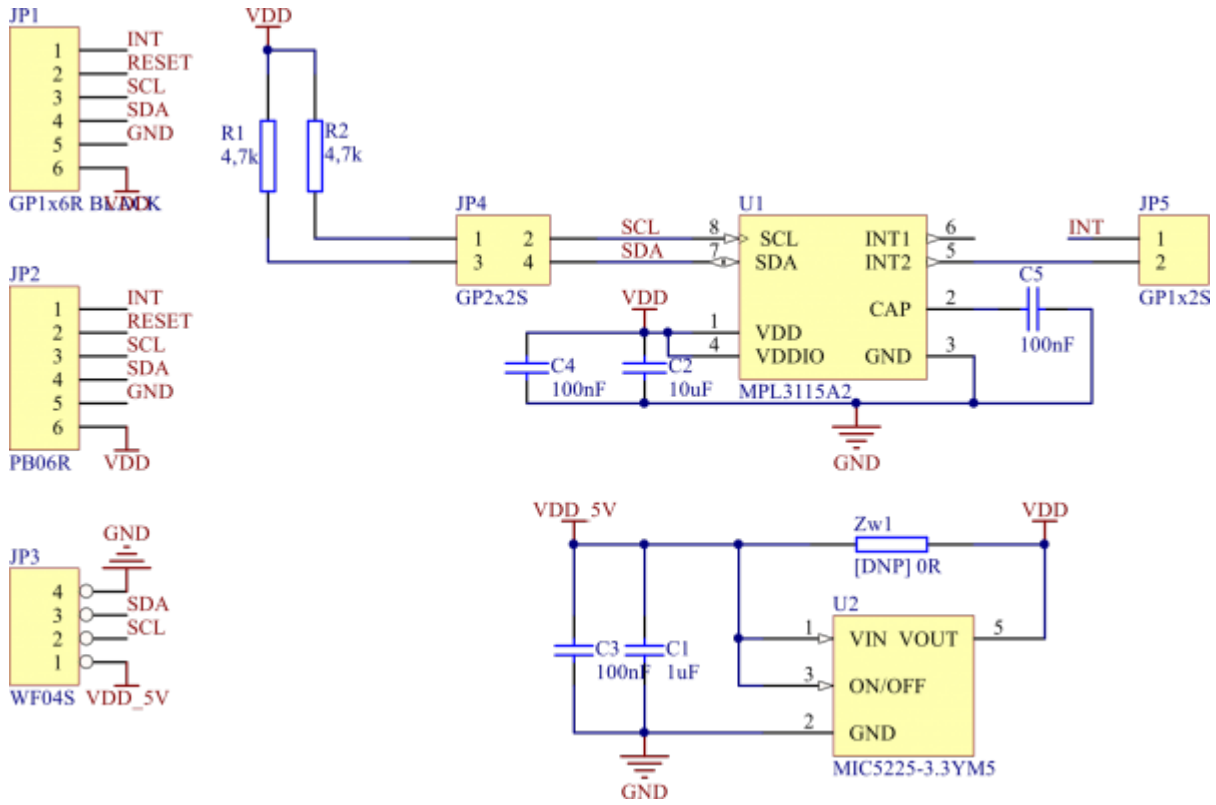 JP1
1 INT
2 RESET
3 SCL
4 SDA
5 GND
6
VDD
GP1x6R BLACK
JP2
1 INT
2 RESET
3 SCL
4 SDA
5 GND
6
PB06R VDD
GND
JP3
4
3 SDA
2 SCL
1
WF04S VDD_5V
VDD
R1
4,7k
R2
4,7k
JP4
1 2
3 4
GP2x2S
SCL
SDA
U1
8 SCL INT1 6
7 SDA INT2 5
CAP 2
1 VDD
4 VDDIO GND 3
MPL3115A2
VDD
C4
100nF
C2
10uF
C5
100nF
GND
JP5
INT 1
2
GP1x2S
VDD_5V
Zw1
[DNP] 0R
VDD
C3
100nF
C1
1uF
U2
1 VIN VOUT 5
3 ON/OFF
2 GND
MIC5225-3.3YM5
GND